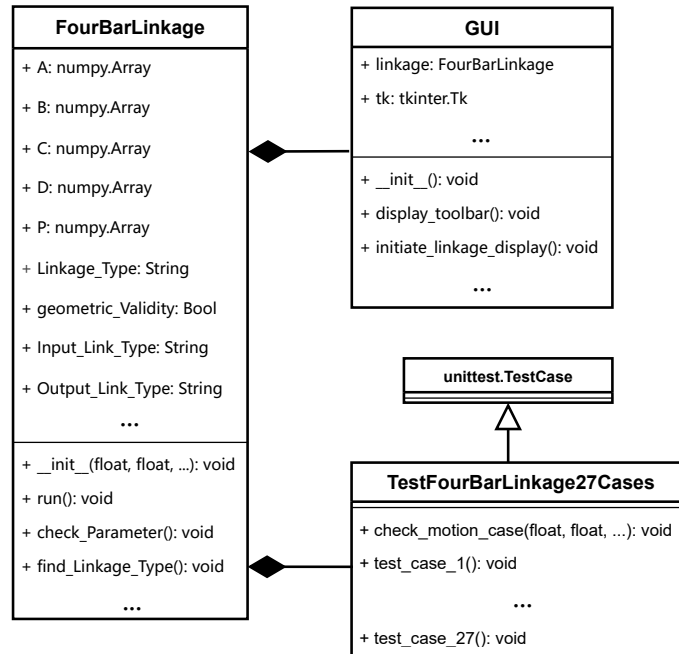 FourBarLinkage
+ A: numpy.Array
+ B: numpy.Array
+ C: numpy.Array
+ D: numpy.Array
+ P: numpy.Array
+ Linkage_Type: String
+ geometric_Validity: Bool
+ Input_Link_Type: String
+ Output_Link_Type: String
...
+ __init__(float, float, ...): void
+ run(): void
+ check_Parameter(): void
+ find_Linkage_Type(): void
...
GUI
+ linkage: FourBarLinkage
+ tk: tkinter.Tk
...
+ __init__(): void
+ display_toolbar(): void
+ initiate_linkage_display(): void
...
unittest.TestCase
TestFourBarLinkage27Cases
+ check_motion_case(float, float, ...): void
+ test_case_1(): void
...
+ test_case_27(): void